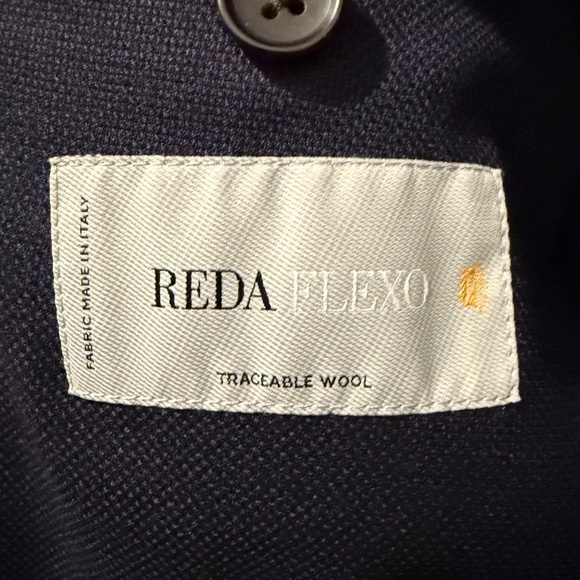 FABRIC MADE IN ITALY
REDA FLEXO
TRACEABLE WOOL